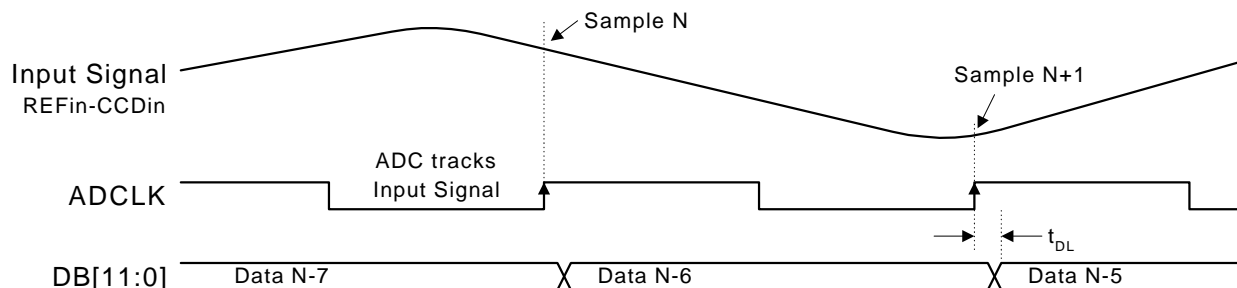 Sample N
Input Signal
REFin-CCDin
Sample N+1
ADC tracks
Input Signal
ADCLK
tDL
DB[11:0]
Data N-7
Data N-6
Data N-5